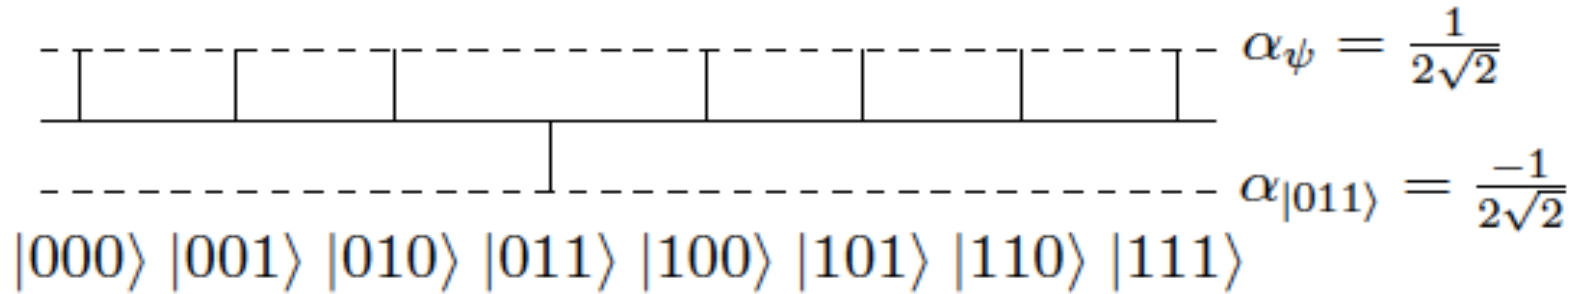 α_ψ = 1/(2√2)
α_|011⟩ = −1/(2√2)
|000⟩ |001⟩ |010⟩ |011⟩ |100⟩ |101⟩ |110⟩ |111⟩